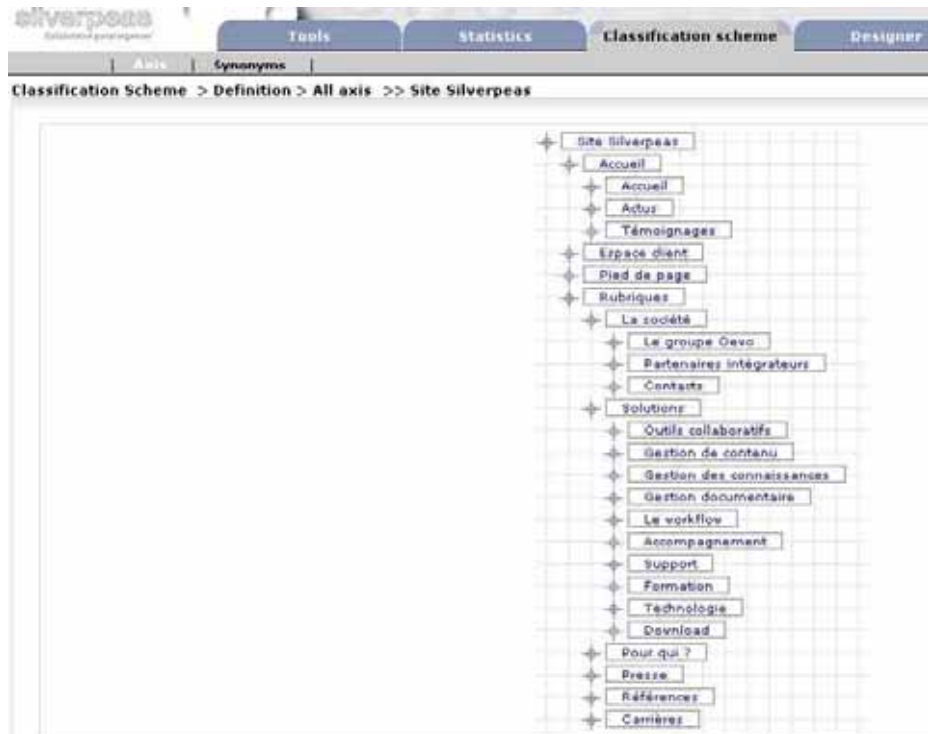 silverpeas
Tools Statistics Classification scheme Designer
| Axis | Synonyms |
Classification Scheme > Definition > All axis >> Site Silverpeas
Site Silverpeas
Accueil
Accueil
Actus
Témoignages
Espace client
Pied de page
Rubriques
La société
Le groupe Oevo
Partenaires intégrateurs
Contacts
Solutions
Outils collaboratifs
Gestion de contenu
Gestion des connaissances
Gestion documentaire
Le workflow
Accompagnement
Support
Formation
Technologie
Download
Pour qui ?
Presse
Références
Carrières